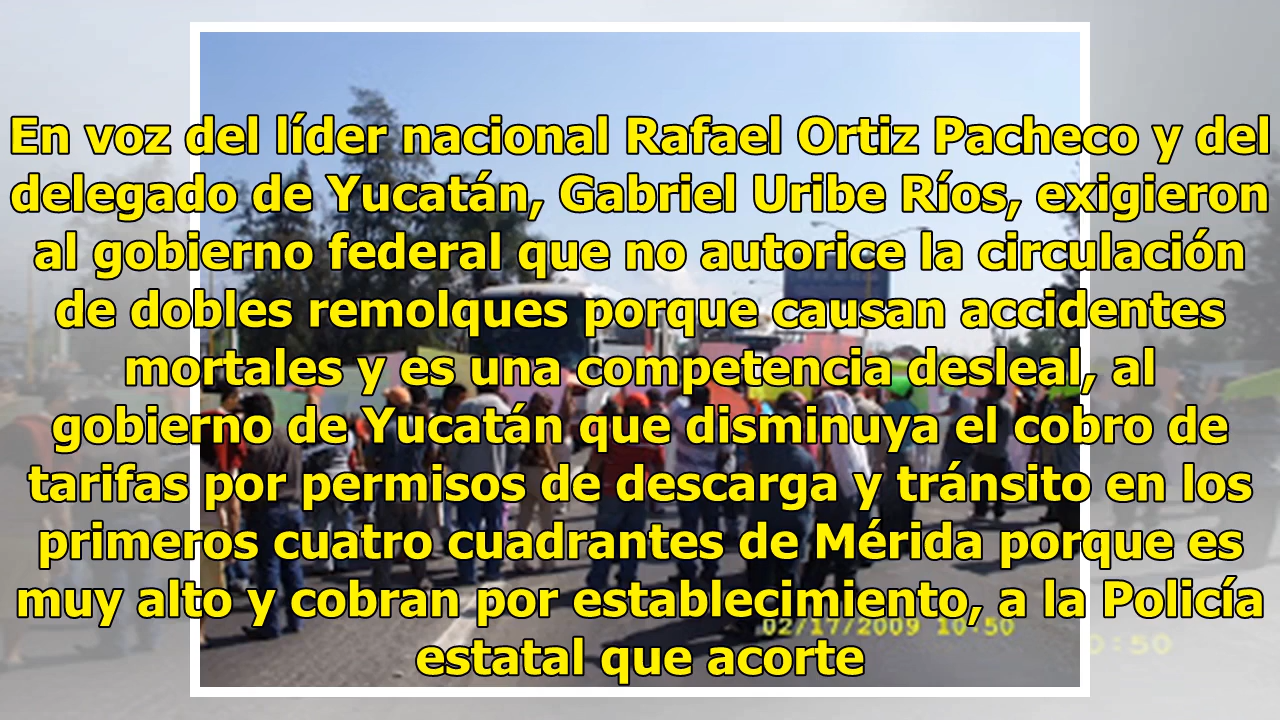 En voz del líder nacional Rafael Ortiz Pacheco y del
delegado de Yucatán, Gabriel Uribe Ríos, exigieron
al gobierno federal que no autorice la circulación
de dobles remolques porque causan accidentes
mortales y es una competencia desleal, al
gobierno de Yucatán que disminuya el cobro de
tarifas por permisos de descarga y tránsito en los
primeros cuatro cuadrantes de Mérida porque es
muy alto y cobran por establecimiento, a la Policía
02/17/2009 10:50
0:50
estatal que acorte